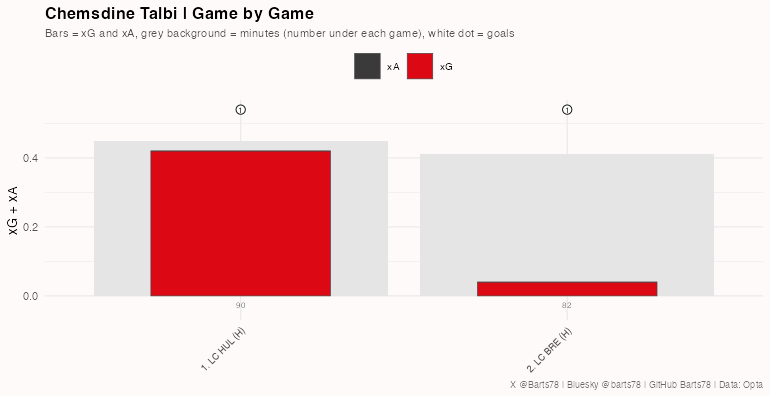 Chemsdine Talbi | Game by Game
Bars = xG and xA, grey background = minutes (number under each game), white dot = goals
xA xG
1 1
xG + xA
0.4
0.2
0.0
90 82
1. LC HUL (H) 2. LC BRE (H)
X @Barts78 | Bluesky @barts78 | GitHub Barts78 | Data: Opta